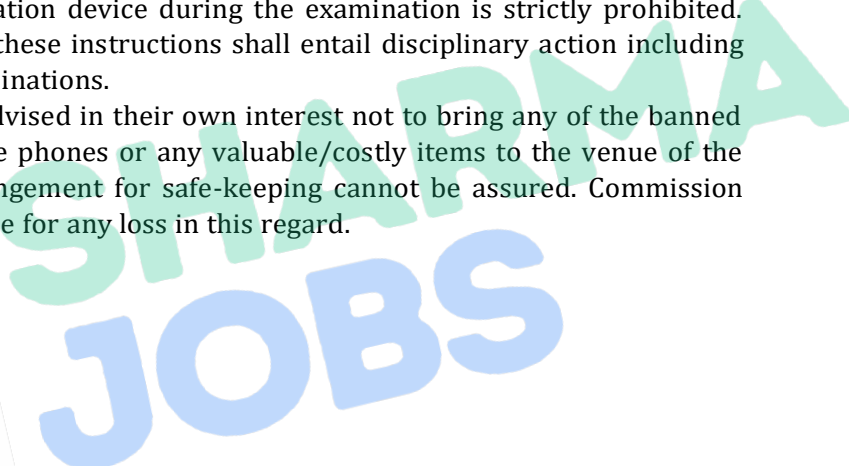 ation device during the examination is strictly prohibited.
these instructions shall entail disciplinary action including
inations.
lvised in their own interest not to bring any of the banned
e phones or any valuable/costly items to the venue of the
ngement for safe-keeping cannot be assured. Commission
e for any loss in this regard.
SHARMA
JOBS